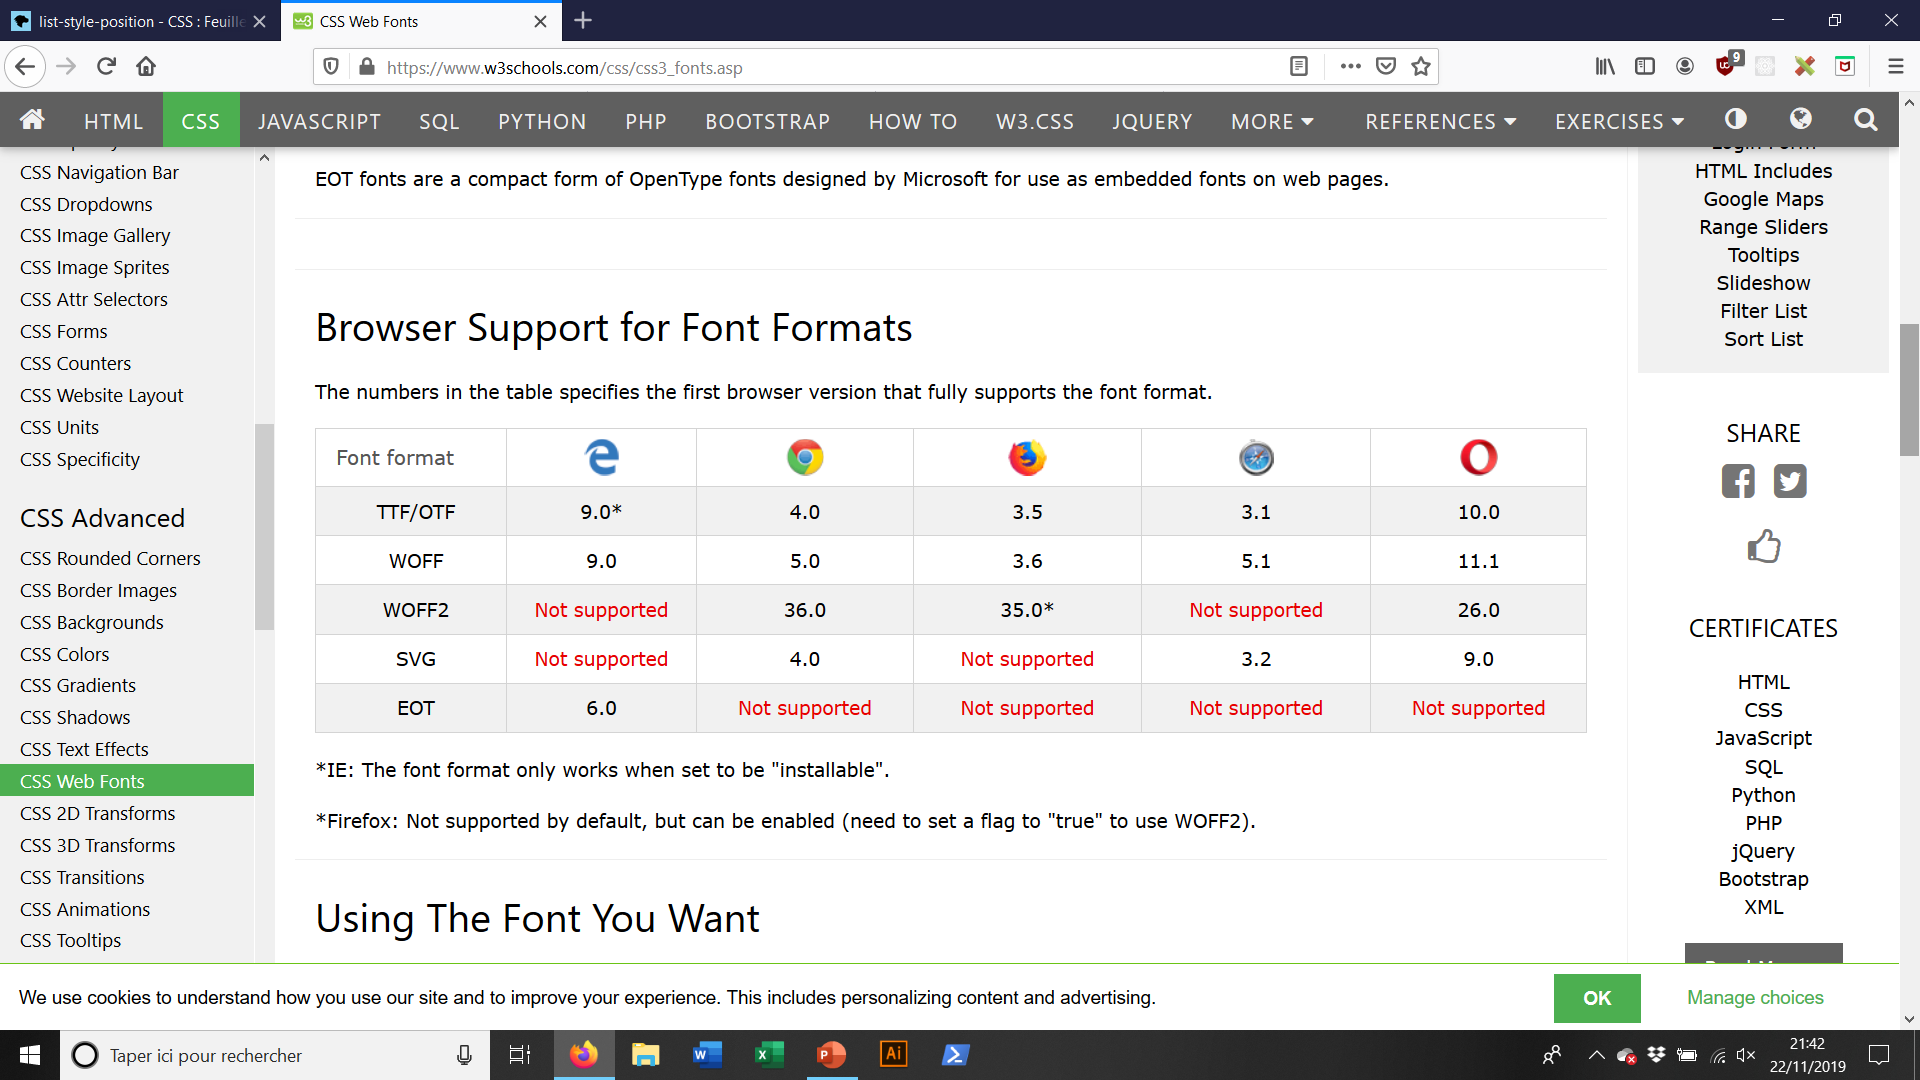 list-style-position - CSS : Feuille
CSS Web Fonts
https://www.w3schools.com/css/css3_fonts.asp
9
HTML
CSS
JAVASCRIPT
SQL
PYTHON
PHP
BOOTSTRAP
HOW TO
W3.CSS
JQUERY
MORE
REFERENCES
EXERCISES
CSS Navigation Bar
CSS Dropdowns
CSS Image Gallery
CSS Image Sprites
CSS Attr Selectors
CSS Forms
CSS Counters
CSS Website Layout
CSS Units
CSS Specificity
CSS Advanced
CSS Rounded Corners
CSS Border Images
CSS Backgrounds
CSS Colors
CSS Gradients
CSS Shadows
CSS Text Effects
CSS Web Fonts
CSS 2D Transforms
CSS 3D Transforms
CSS Transitions
CSS Animations
CSS Tooltips
EOT fonts are a compact form of OpenType fonts designed by Microsoft for use as embedded fonts on web pages.
Browser Support for Font Formats
The numbers in the table specifies the first browser version that fully supports the font format.
Font format
TTF/OTF 9.0* 4.0 3.5 3.1 10.0
WOFF 9.0 5.0 3.6 5.1 11.1
WOFF2 Not supported 36.0 35.0* Not supported 26.0
SVG Not supported 4.0 Not supported 3.2 9.0
EOT 6.0 Not supported Not supported Not supported Not supported
*IE: The font format only works when set to be "installable".
*Firefox: Not supported by default, but can be enabled (need to set a flag to "true" to use WOFF2).
Using The Font You Want
Login Form
HTML Includes
Google Maps
Range Sliders
Tooltips
Slideshow
Filter List
Sort List
SHARE
CERTIFICATES
HTML
CSS
JavaScript
SQL
Python
PHP
jQuery
Bootstrap
XML
We use cookies to understand how you use our site and to improve your experience. This includes personalizing content and advertising.
OK
Manage choices
Taper ici pour rechercher
21:42
22/11/2019